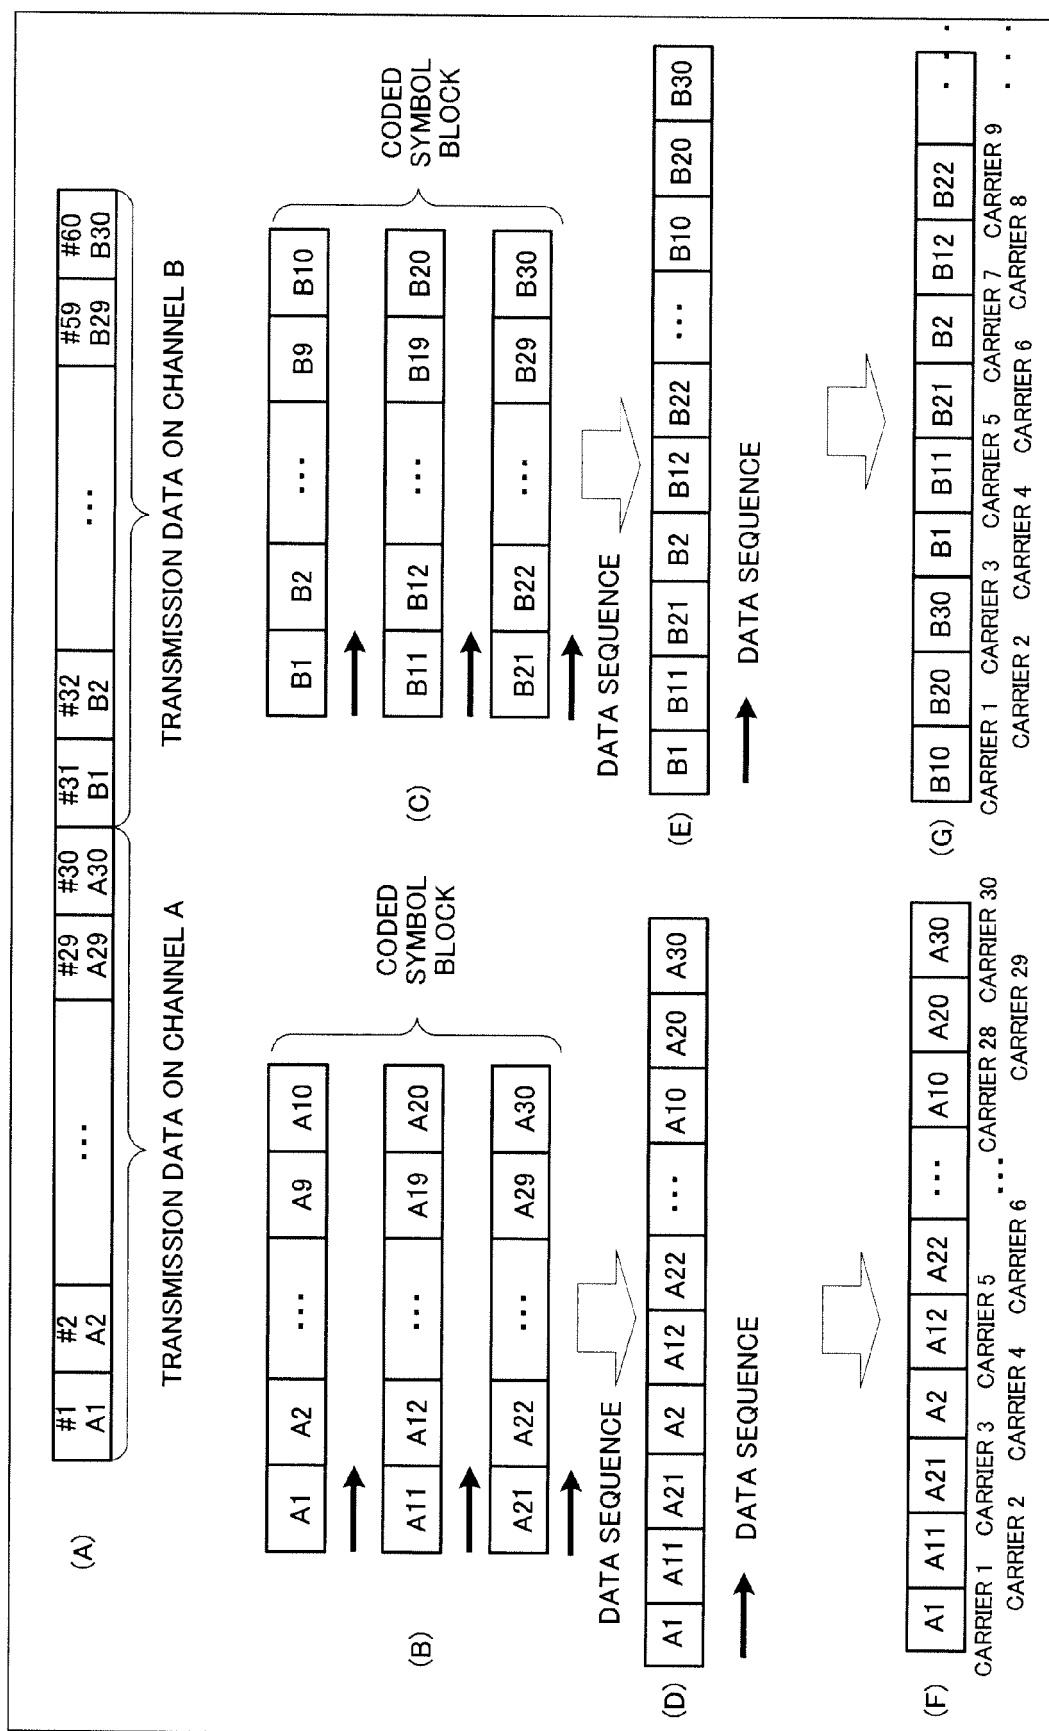 (A)
#1 #2 ... #29 #30 #31 #32 ... #59 #60
A1 A2 A29 A30 B1 B2 B29 B30
TRANSMISSION DATA ON CHANNEL A
TRANSMISSION DATA ON CHANNEL B
(B)
A1 A2 ... A9 A10
A11 A12 ... A19 A20
A21 A22 ... A29 A30
CODED
SYMBOL
BLOCK
DATA SEQUENCE
(C)
B1 B2 ... B9 B10
B11 B12 ... B19 B20
B21 B22 ... B29 B30
CODED
SYMBOL
BLOCK
DATA SEQUENCE
(D)
A1 A11 A21 A2 A12 A22 ... A10 A20 A30
DATA SEQUENCE
(E)
B1 B11 B21 B2 B12 B22 ... B10 B20 B30
DATA SEQUENCE
(F)
A1 A11 A21 A2 A12 A22 ... A10 A20 A30
CARRIER 1 CARRIER 3 CARRIER 5 ... CARRIER 28 CARRIER 30
CARRIER 2 CARRIER 4 CARRIER 6 CARRIER 29
(G)
B10 B20 B30 B1 B11 B21 B2 B12 B22 ...
CARRIER 1 CARRIER 3 CARRIER 5 CARRIER 7 CARRIER 9 ...
CARRIER 2 CARRIER 4 CARRIER 6 CARRIER 8